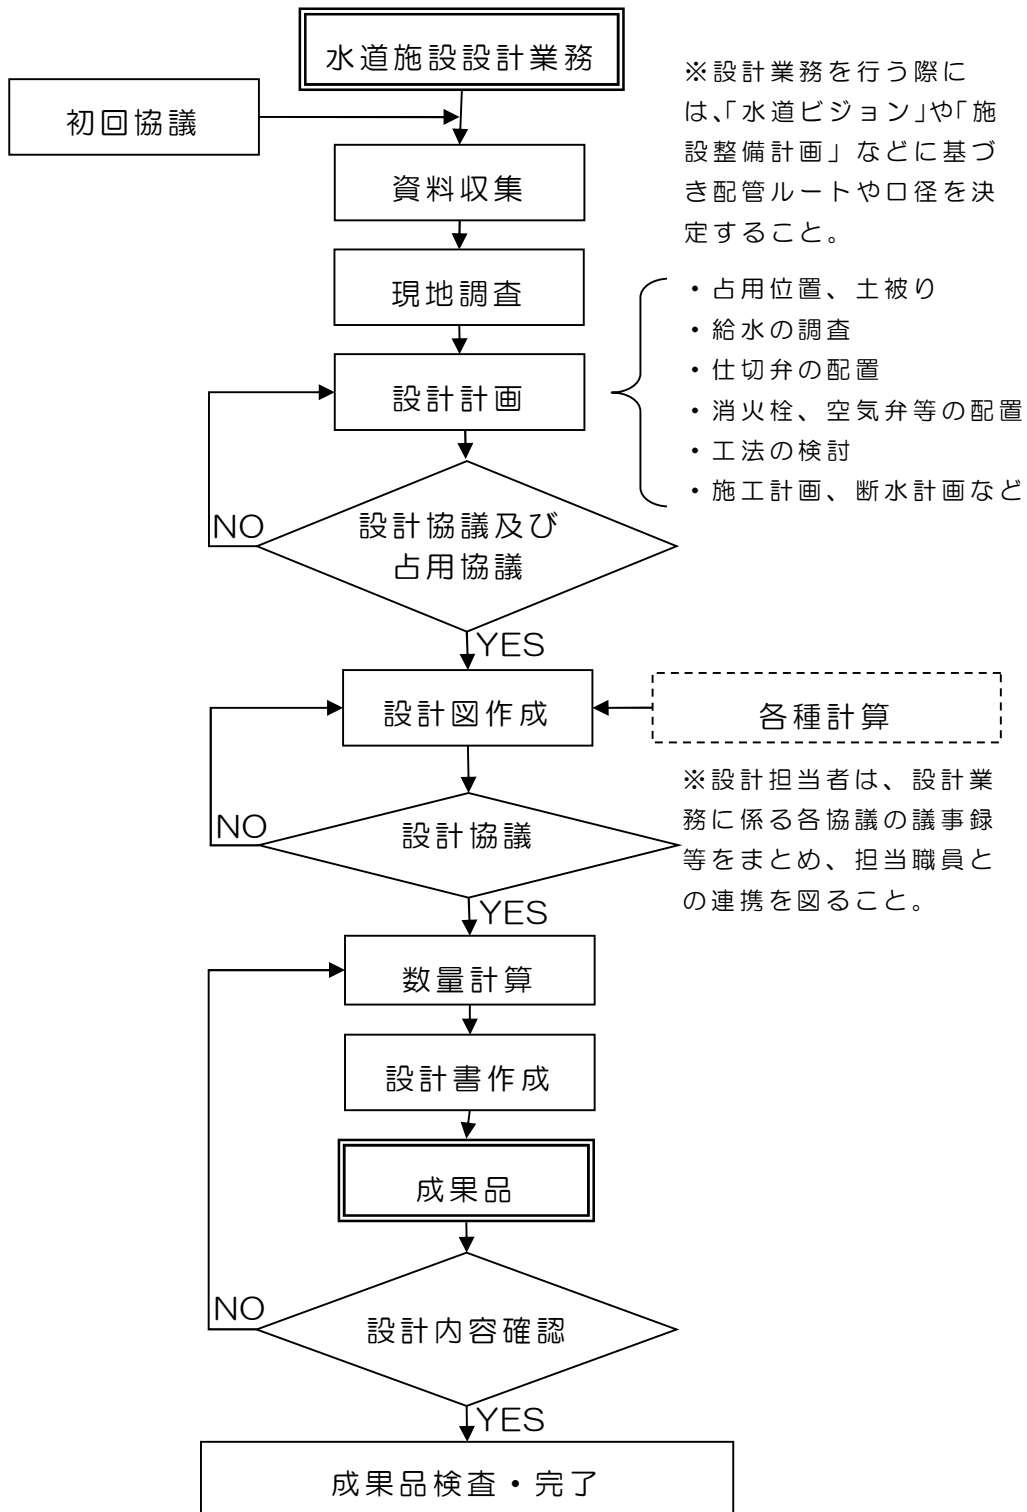 水道施設設計業務
初回協議
※設計業務を行う際に
は、「水道ビジョン」や「施
設整備計画」などに基づ
き配管ルートや口径を決
定すること。
資料収集
現地調査
設計計画
・占用位置、土被り
・給水の調査
・仕切弁の配置
・消火栓、空気弁等の配置
・工法の検討
・施工計画、断水計画など
NO
設計協議及び
占用協議
YES
設計図作成
各種計算
※設計担当者は、設計業
務に係る各協議の議事録
等をまとめ、担当職員と
の連携を図ること。
NO
設計協議
YES
数量計算
設計書作成
成果品
NO
設計内容確認
YES
成果品検査・完了